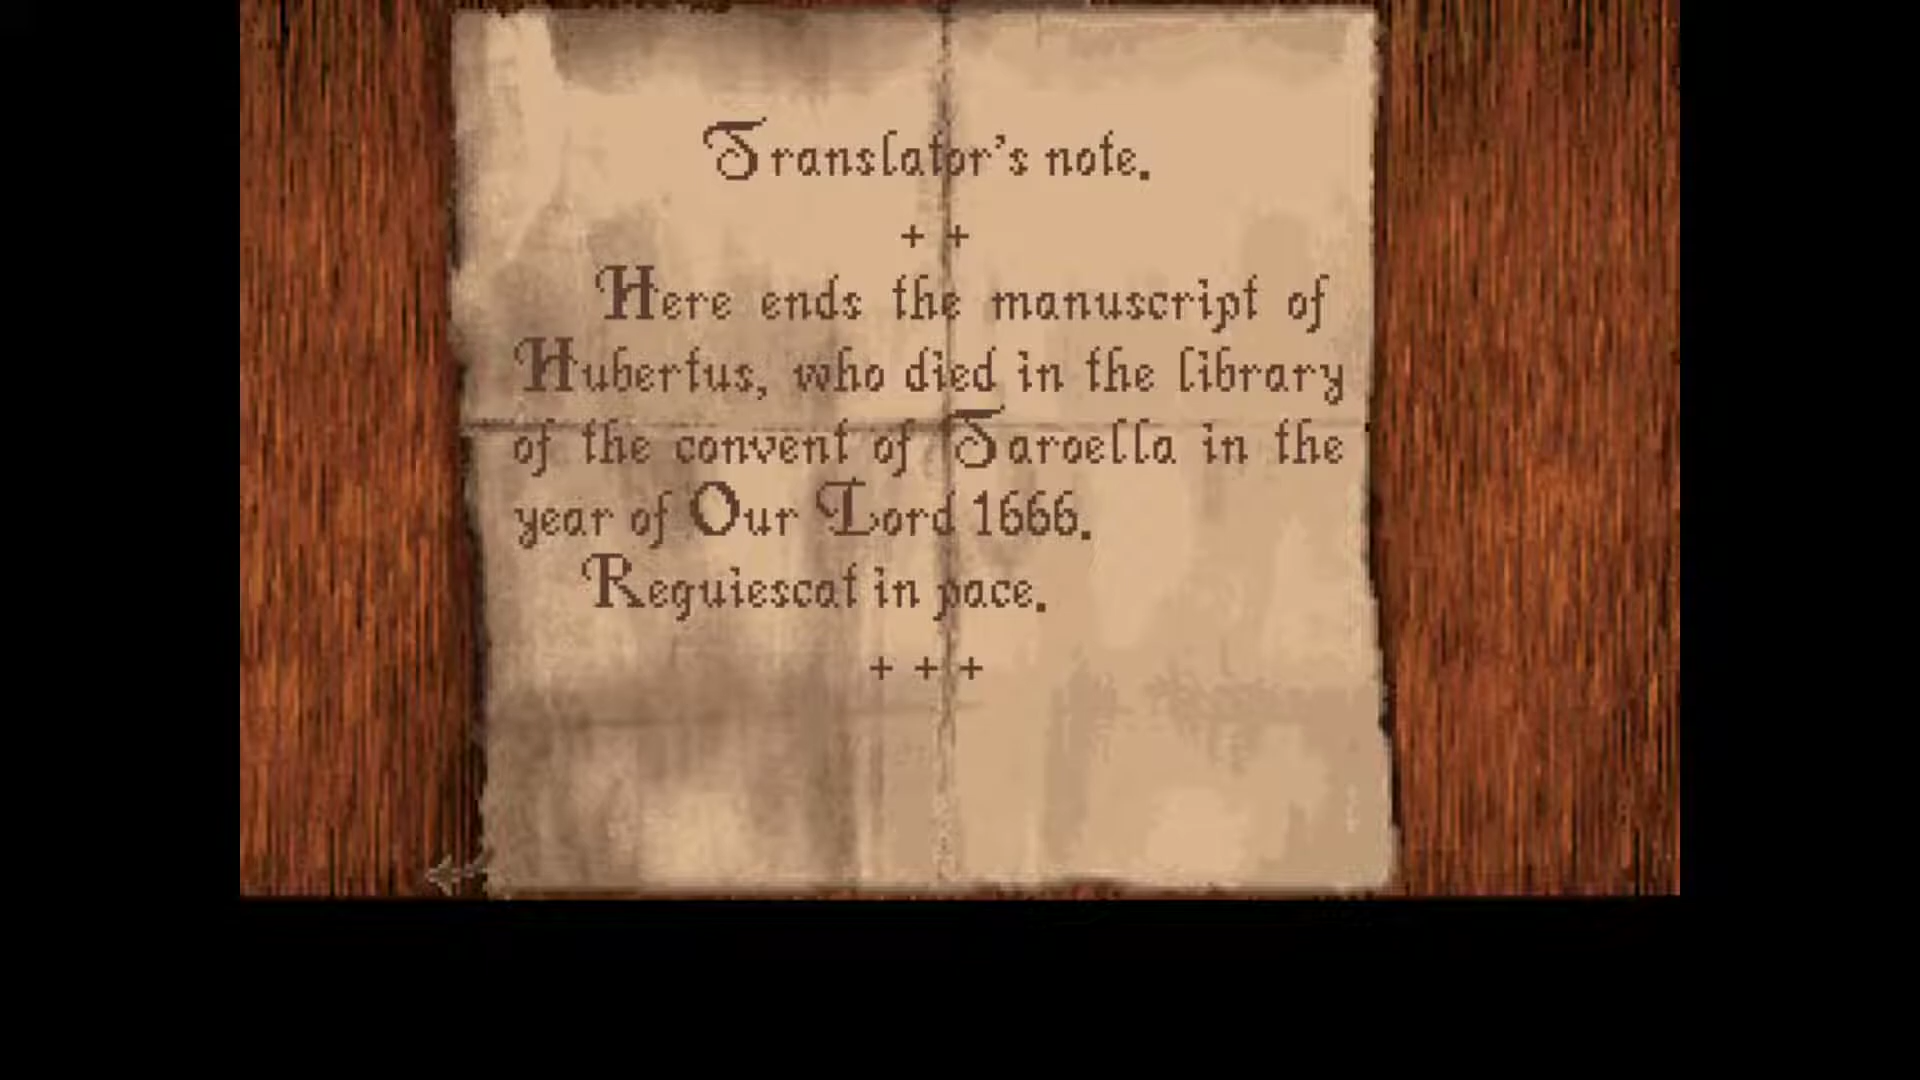 Translator's note.
+ +
Here ends the manuscript of
Hubertus, who died in the library
of the convent of Taroella in the
year of Our Lord 1666.
Requiescat in pace.
+ + +